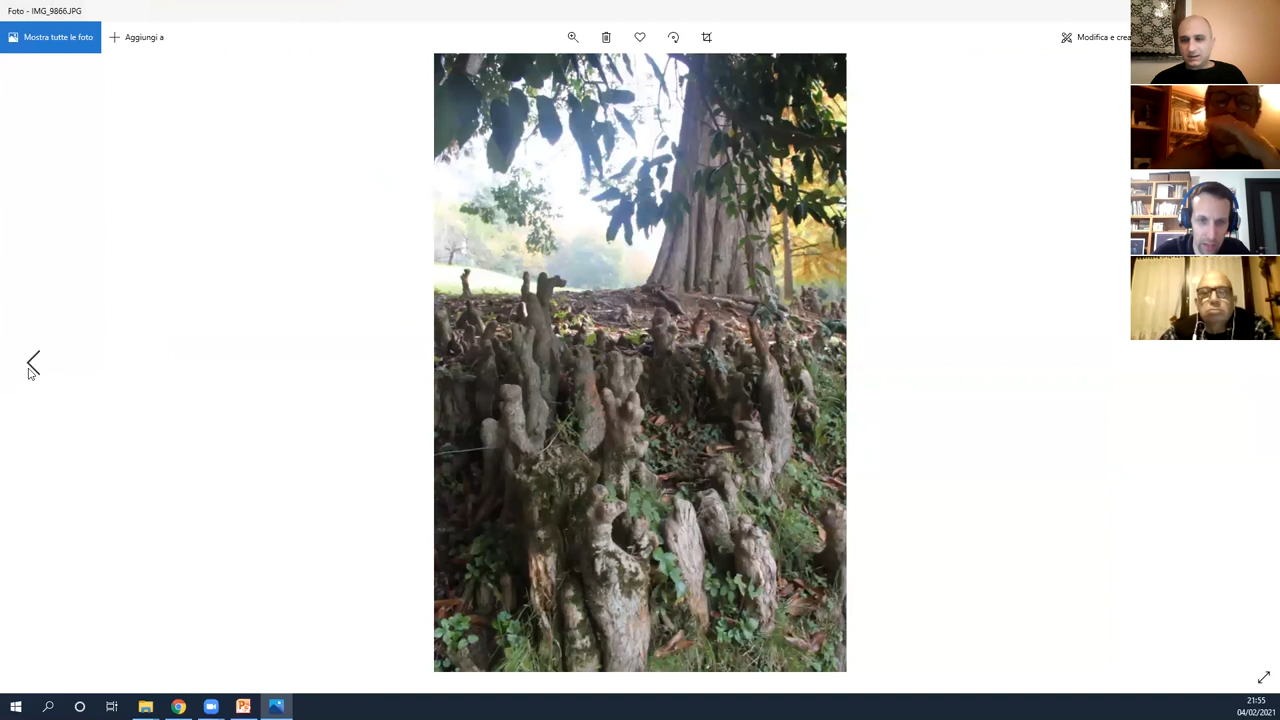 Foto - IMG_9866.JPG
Mostra tutte le foto
Aggiungi a
Modifica e crea
21:55
04/02/2021